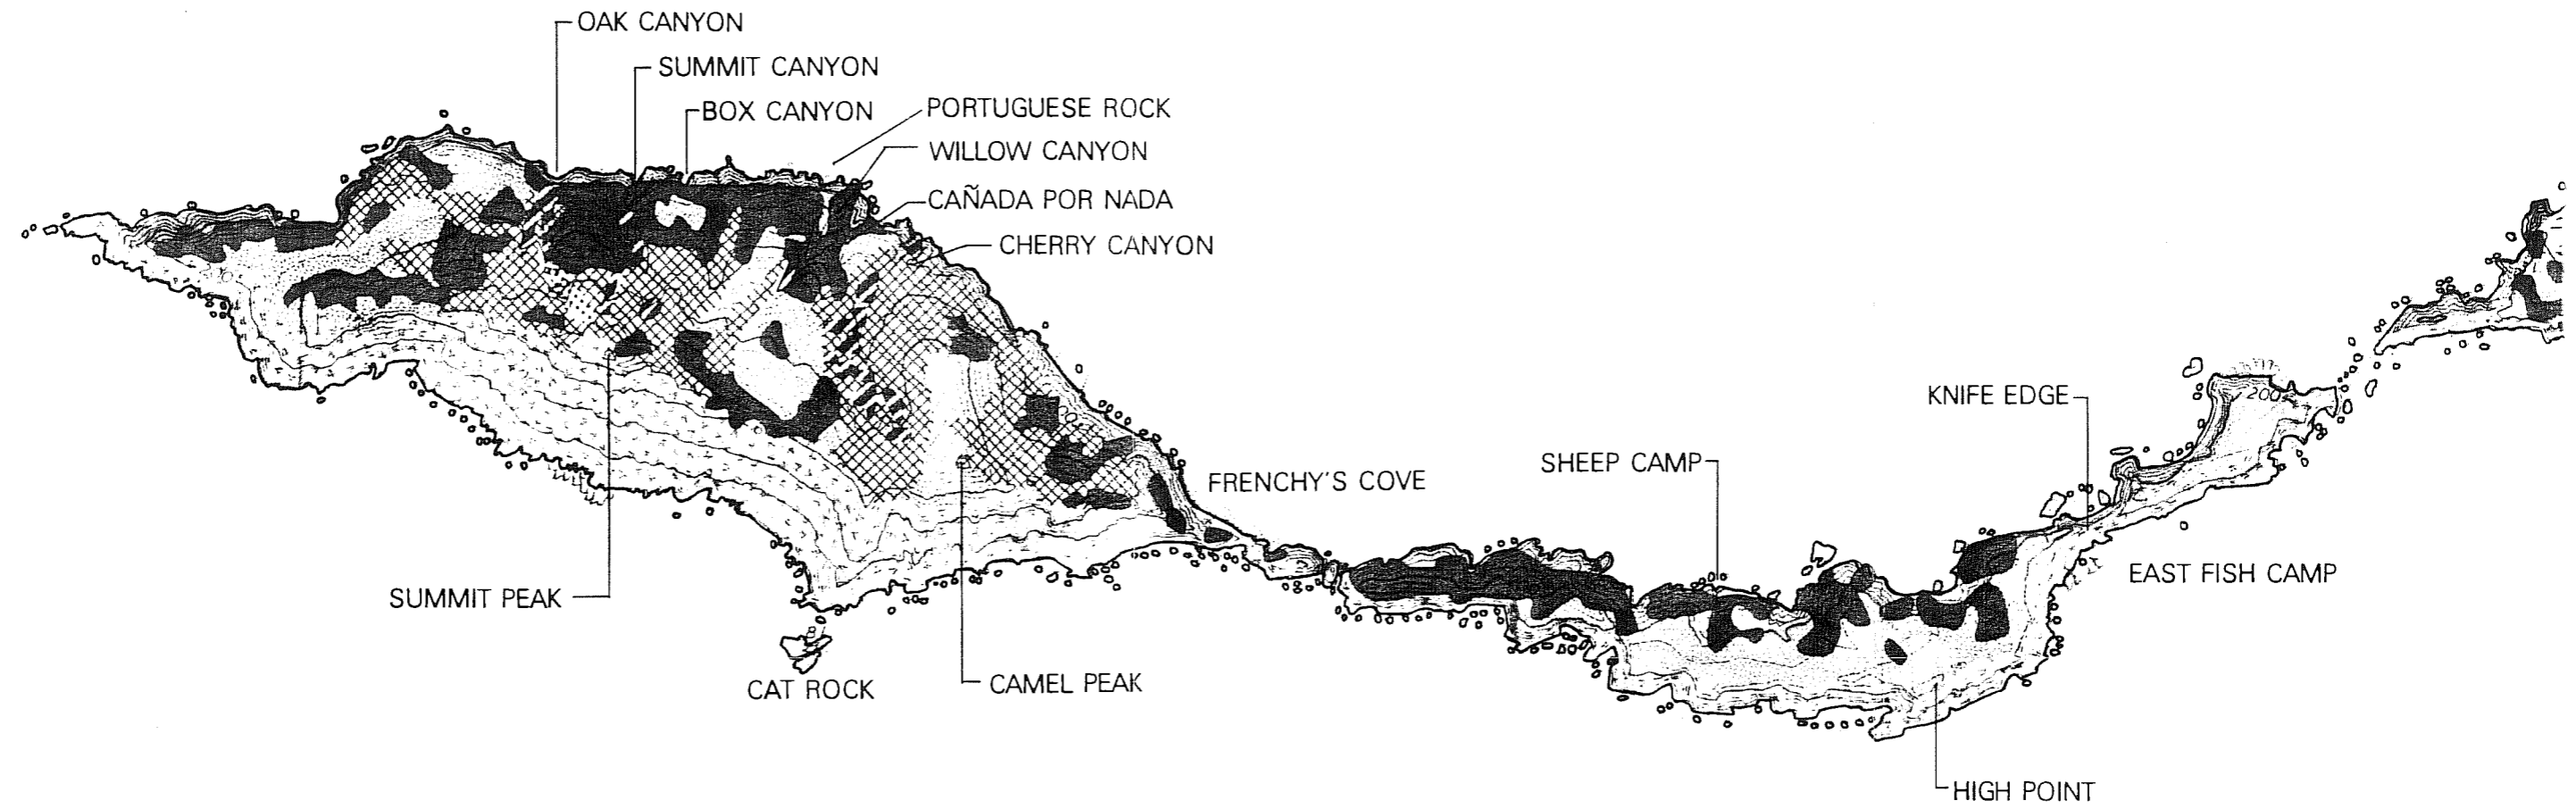 OAK CANYON
SUMMIT CANYON
BOX CANYON
PORTUGUESE ROCK
WILLOW CANYON
CAÑADA POR NADA
CHERRY CANYON
KNIFE EDGE
200
SHEEP CAMP
FRENCHY'S COVE
EAST FISH CAMP
SUMMIT PEAK
CAT ROCK
CAMEL PEAK
HIGH POINT